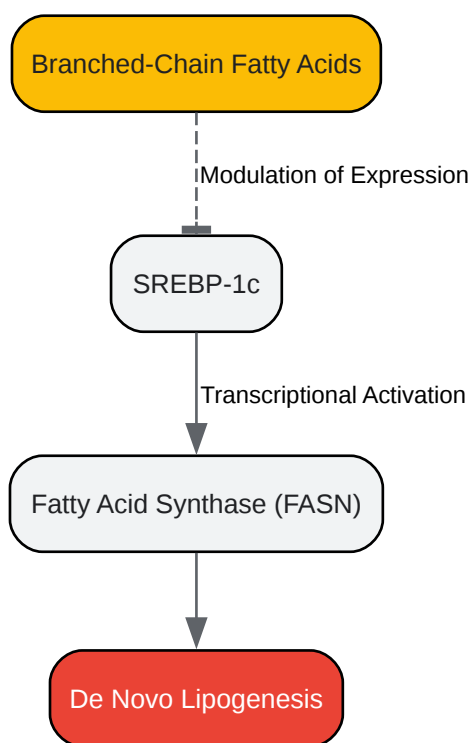 Branched-Chain Fatty Acids
Modulation of Expression
SREBP-1c
Transcriptional Activation
Fatty Acid Synthase (FASN)
De Novo Lipogenesis